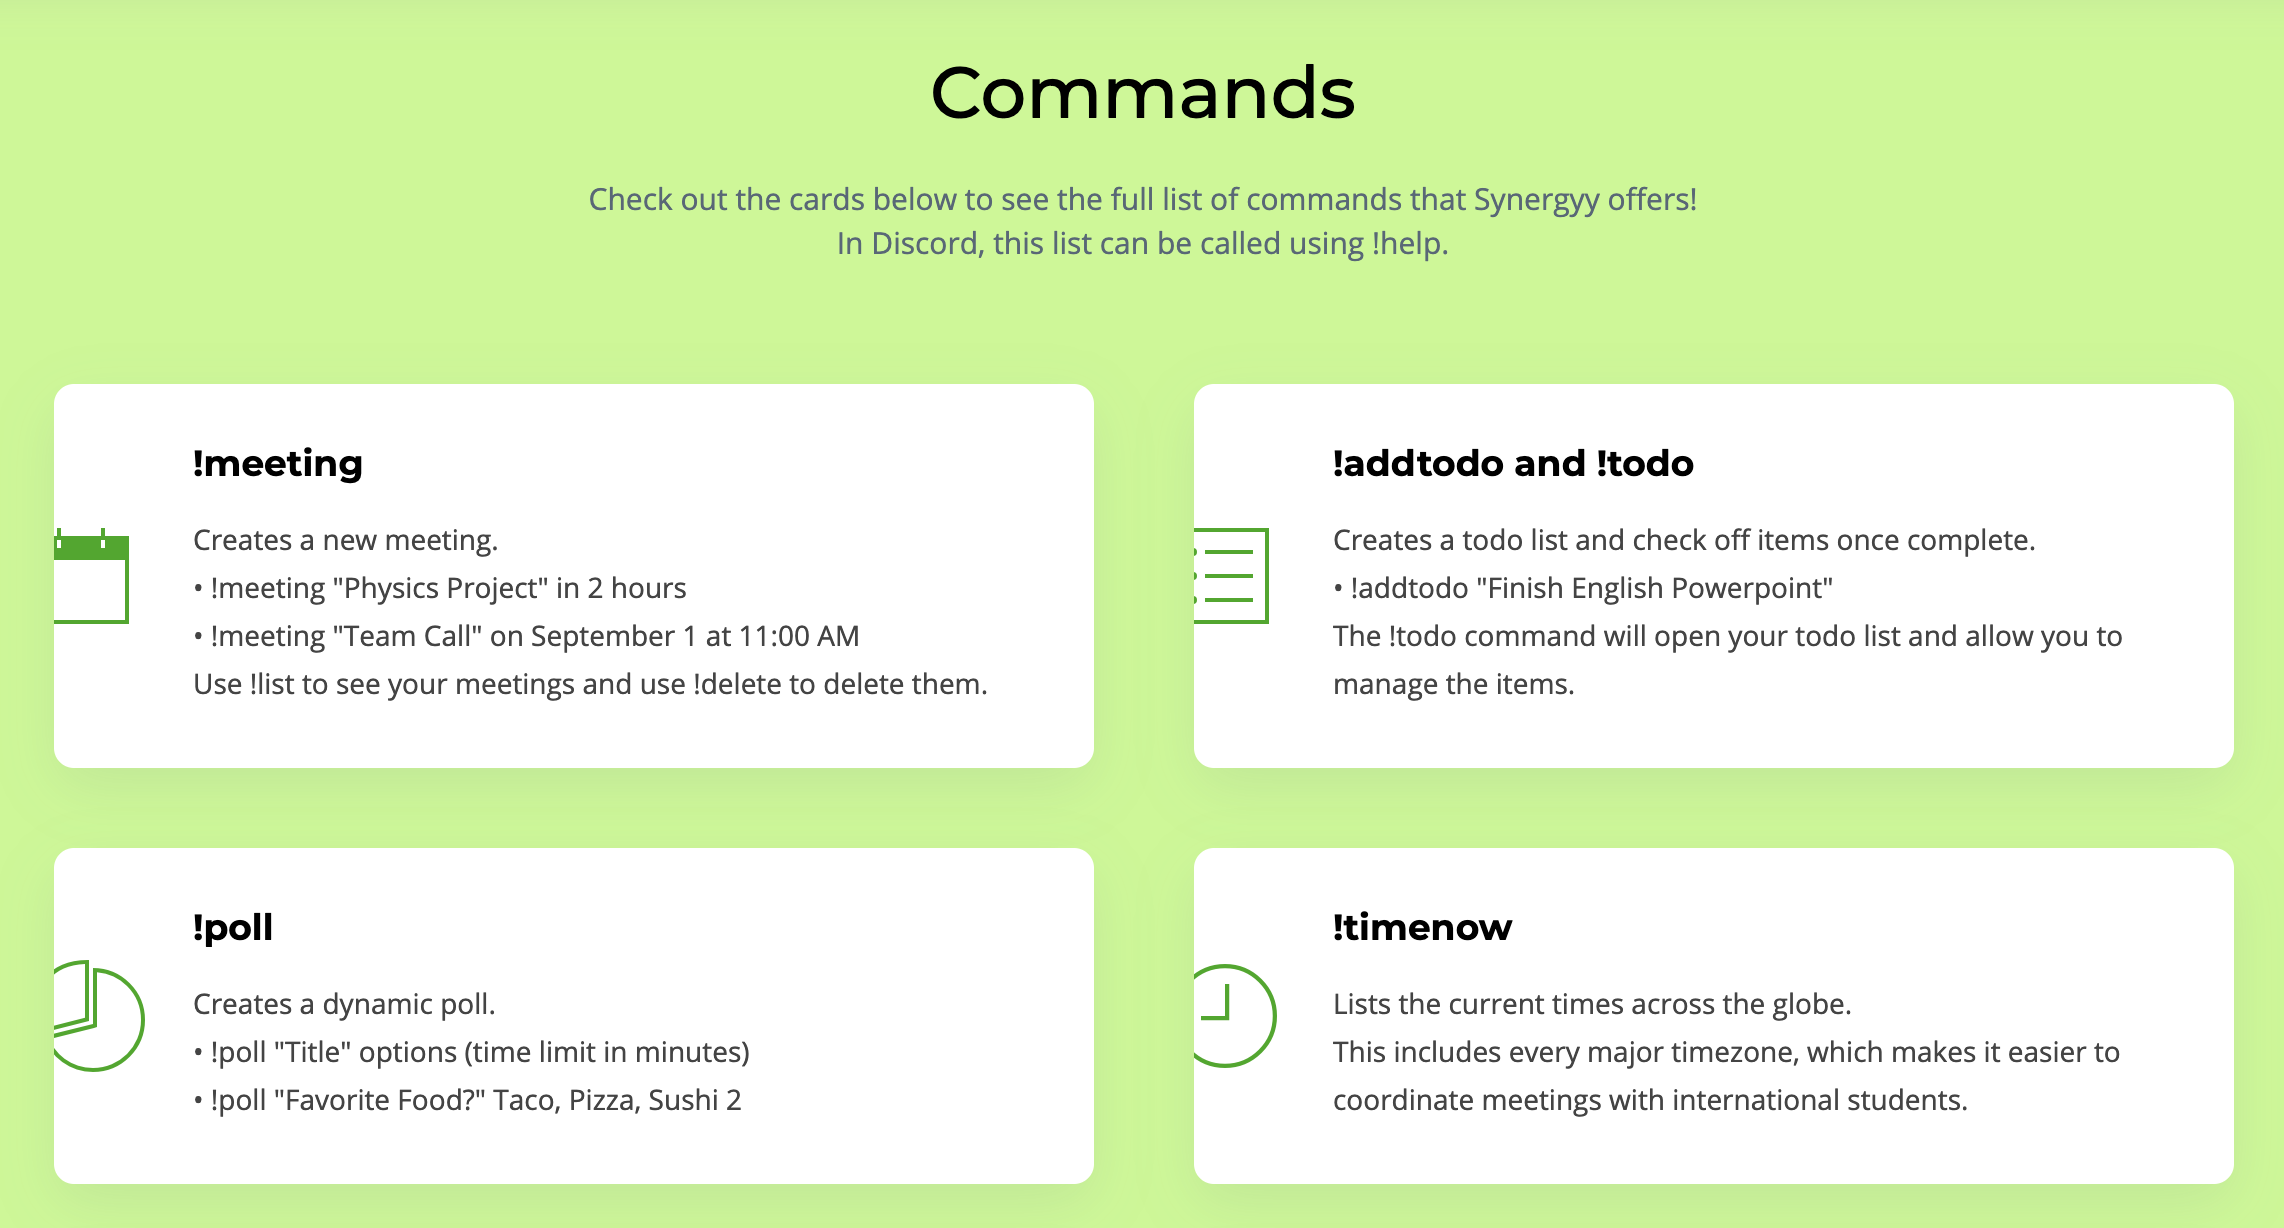 Commands
Check out the cards below to see the full list of commands that Synergyy offers!
In Discord, this list can be called using !help.
!meeting
Creates a new meeting.
• !meeting "Physics Project" in 2 hours
• !meeting "Team Call" on September 1 at 11:00 AM
Use !list to see your meetings and use !delete to delete them.
!addtodo and !todo
Creates a todo list and check off items once complete.
• !addtodo "Finish English Powerpoint"
The !todo command will open your todo list and allow you to
manage the items.
!poll
Creates a dynamic poll.
• !poll "Title" options (time limit in minutes)
• !poll "Favorite Food?" Taco, Pizza, Sushi 2
!timenow
Lists the current times across the globe.
This includes every major timezone, which makes it easier to
coordinate meetings with international students.